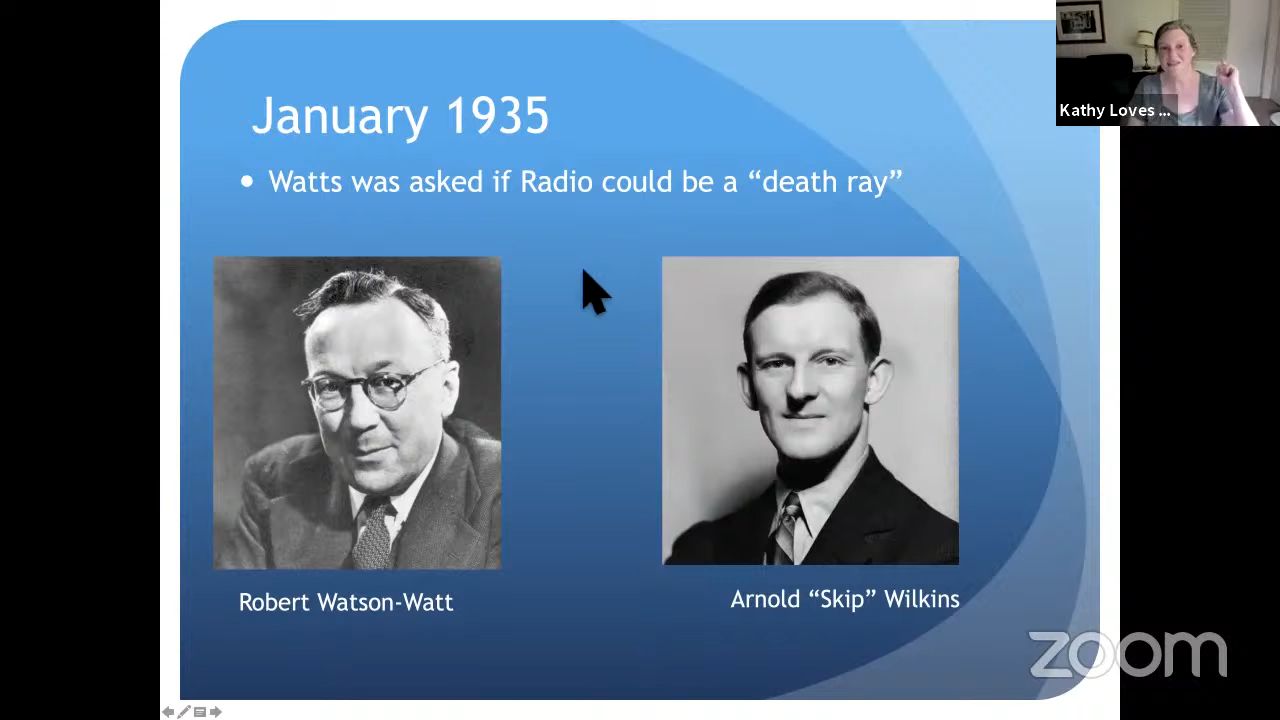 January 1935
• Watts was asked if Radio could be a “death ray”
Robert Watson-Watt
Arnold “Skip” Wilkins
Kathy Loves ...
zoom